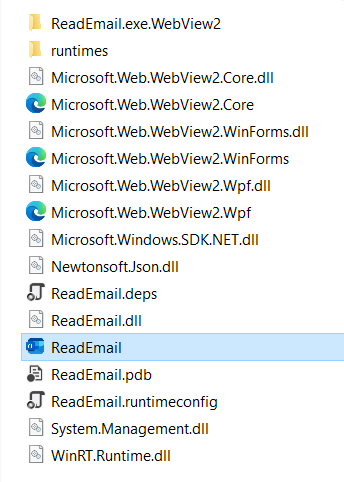 ReadEmail.exe.WebView2
runtimes
Microsoft.Web.WebView2.Core.dll
Microsoft.Web.WebView2.Core
Microsoft.Web.WebView2.WinForms.dll
Microsoft.Web.WebView2.WinForms
Microsoft.Web.WebView2.Wpf.dll
Microsoft.Web.WebView2.Wpf
Microsoft.Windows.SDK.NET.dll
Newtonsoft.Json.dll
ReadEmail.deps
ReadEmail.dll
ReadEmail
ReadEmail.pdb
ReadEmail.runtimeconfig
System.Management.dll
WinRT.Runtime.dll